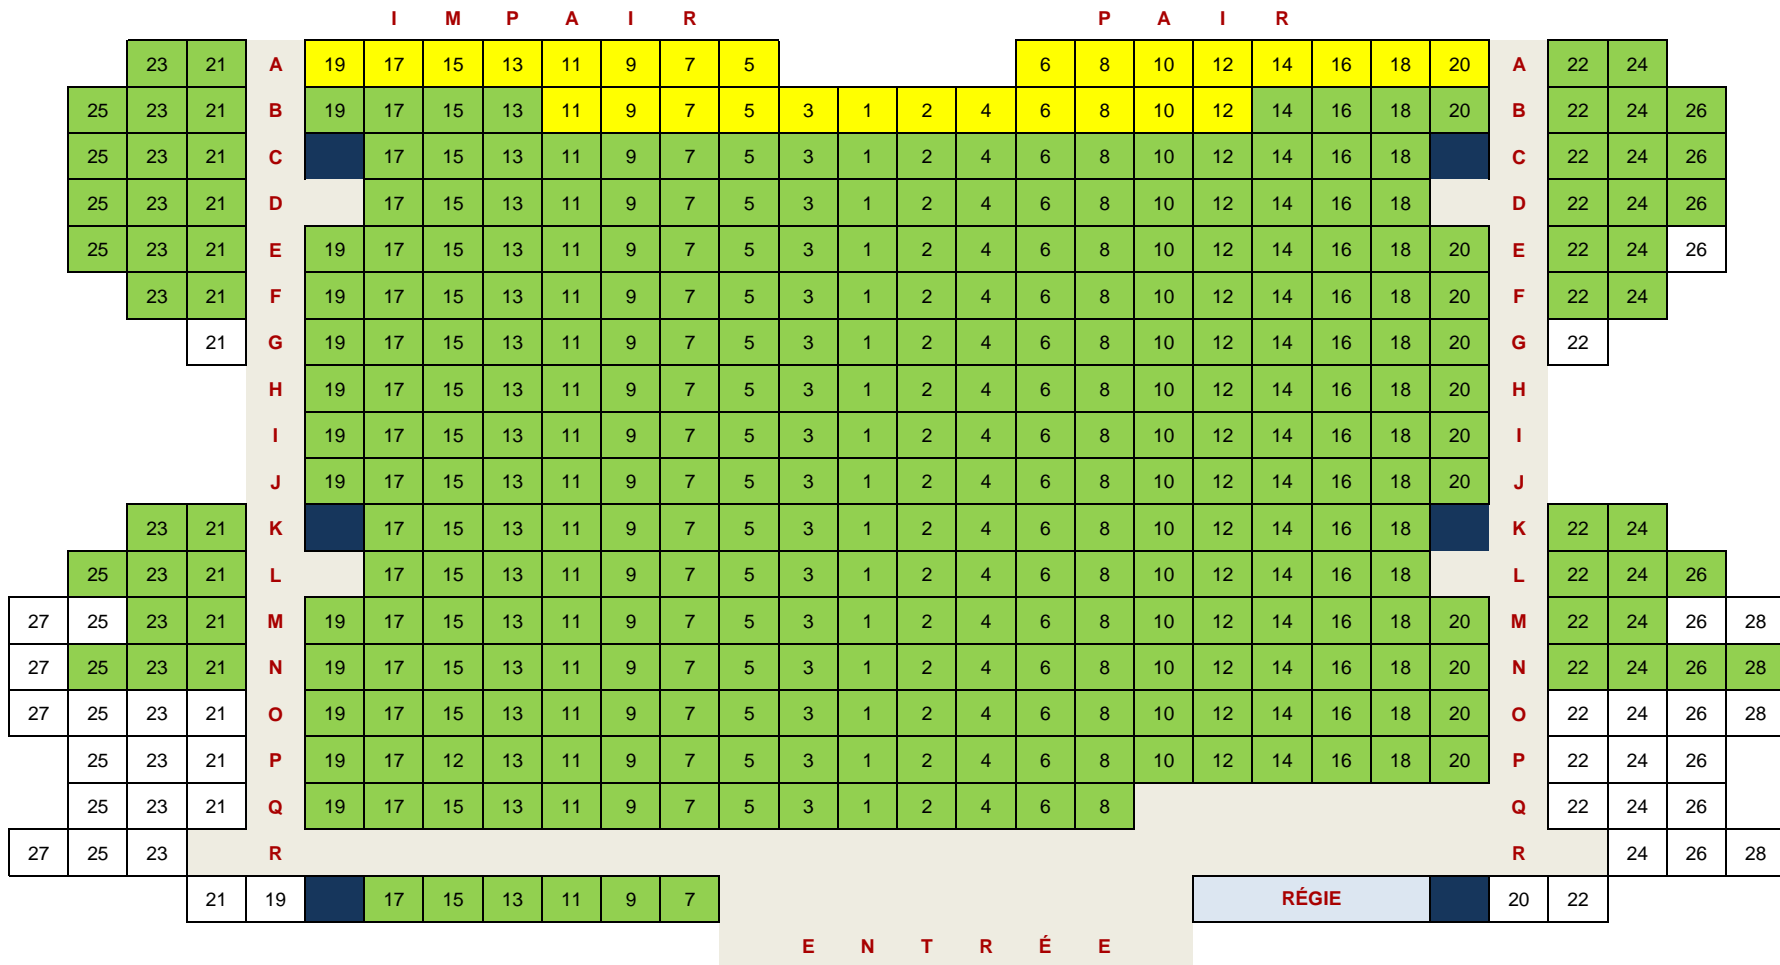 I M P A I R P A I R
23 21 A 19 17 15 13 11 9 7 5 6 8 10 12 14 16 18 20 A 22 24
25 23 21 B 19 17 15 13 11 9 7 5 3 1 2 4 6 8 10 12 14 16 18 20 B 22 24 26
25 23 21 C 17 15 13 11 9 7 5 3 1 2 4 6 8 10 12 14 16 18 C 22 24 26
25 23 21 D 17 15 13 11 9 7 5 3 1 2 4 6 8 10 12 14 16 18 D 22 24 26
25 23 21 E 19 17 15 13 11 9 7 5 3 1 2 4 6 8 10 12 14 16 18 20 E 22 24 26
23 21 F 19 17 15 13 11 9 7 5 3 1 2 4 6 8 10 12 14 16 18 20 F 22 24
21 G 19 17 15 13 11 9 7 5 3 1 2 4 6 8 10 12 14 16 18 20 G 22
H 19 17 15 13 11 9 7 5 3 1 2 4 6 8 10 12 14 16 18 20 H
I 19 17 15 13 11 9 7 5 3 1 2 4 6 8 10 12 14 16 18 20 I
J 19 17 15 13 11 9 7 5 3 1 2 4 6 8 10 12 14 16 18 20 J
23 21 K 17 15 13 11 9 7 5 3 1 2 4 6 8 10 12 14 16 18 K 22 24
25 23 21 L 17 15 13 11 9 7 5 3 1 2 4 6 8 10 12 14 16 18 L 22 24 26
27 25 23 21 M 19 17 15 13 11 9 7 5 3 1 2 4 6 8 10 12 14 16 18 20 M 22 24 26 28
27 25 23 21 N 19 17 15 13 11 9 7 5 3 1 2 4 6 8 10 12 14 16 18 20 N 22 24 26 28
27 25 23 21 O 19 17 15 13 11 9 7 5 3 1 2 4 6 8 10 12 14 16 18 20 O 22 24 26 28
25 23 21 P 19 17 12 13 11 9 7 5 3 1 2 4 6 8 10 12 14 16 18 20 P 22 24 26
25 23 21 Q 19 17 15 13 11 9 7 5 3 1 2 4 6 8 Q 22 24 26
27 25 23 R R 24 26 28
21 19 17 15 13 11 9 7 RÉGIE 20 22
E N T R É E